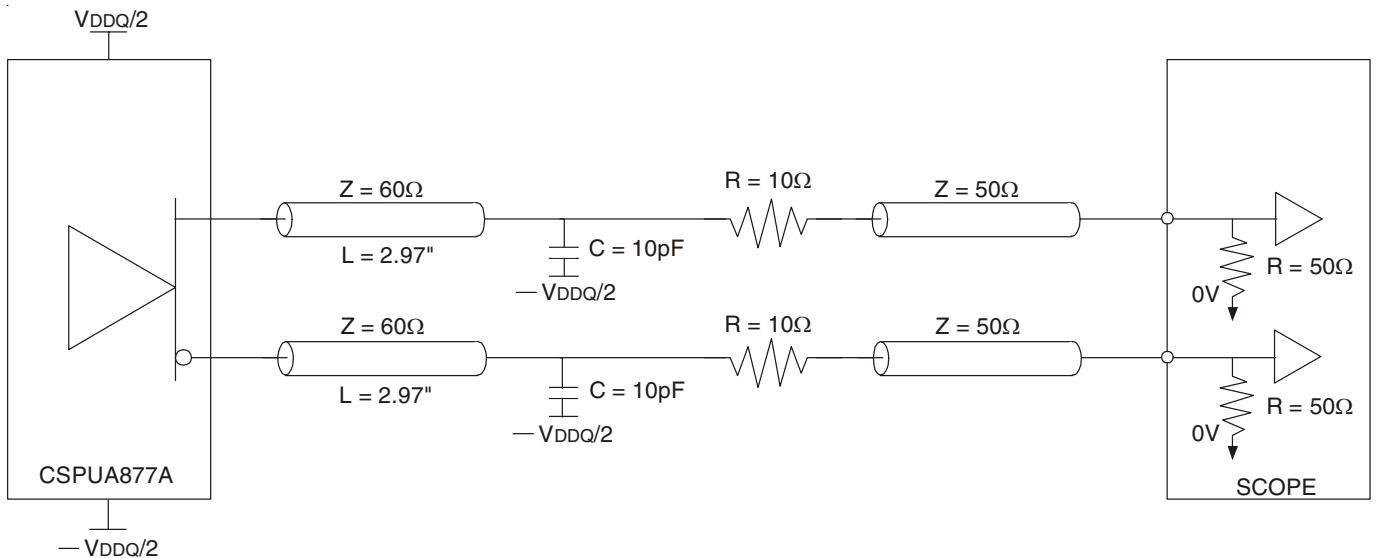 VDDQ/2
Z = 60Ω
R = 10Ω
Z = 50Ω
L = 2.97"
C = 10pF
— VDDQ/2
R = 50Ω
0V
Z = 60Ω
R = 10Ω
Z = 50Ω
L = 2.97"
C = 10pF
— VDDQ/2
R = 50Ω
0V
CSPUA877A
SCOPE
— VDDQ/2